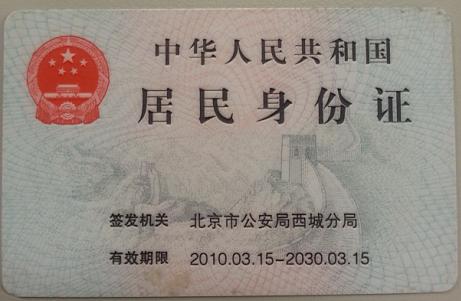 中华人民共和国
居民身份证
签发机关 北京市公安局西城分局
有效期限 2010.03.15-2030.03.15